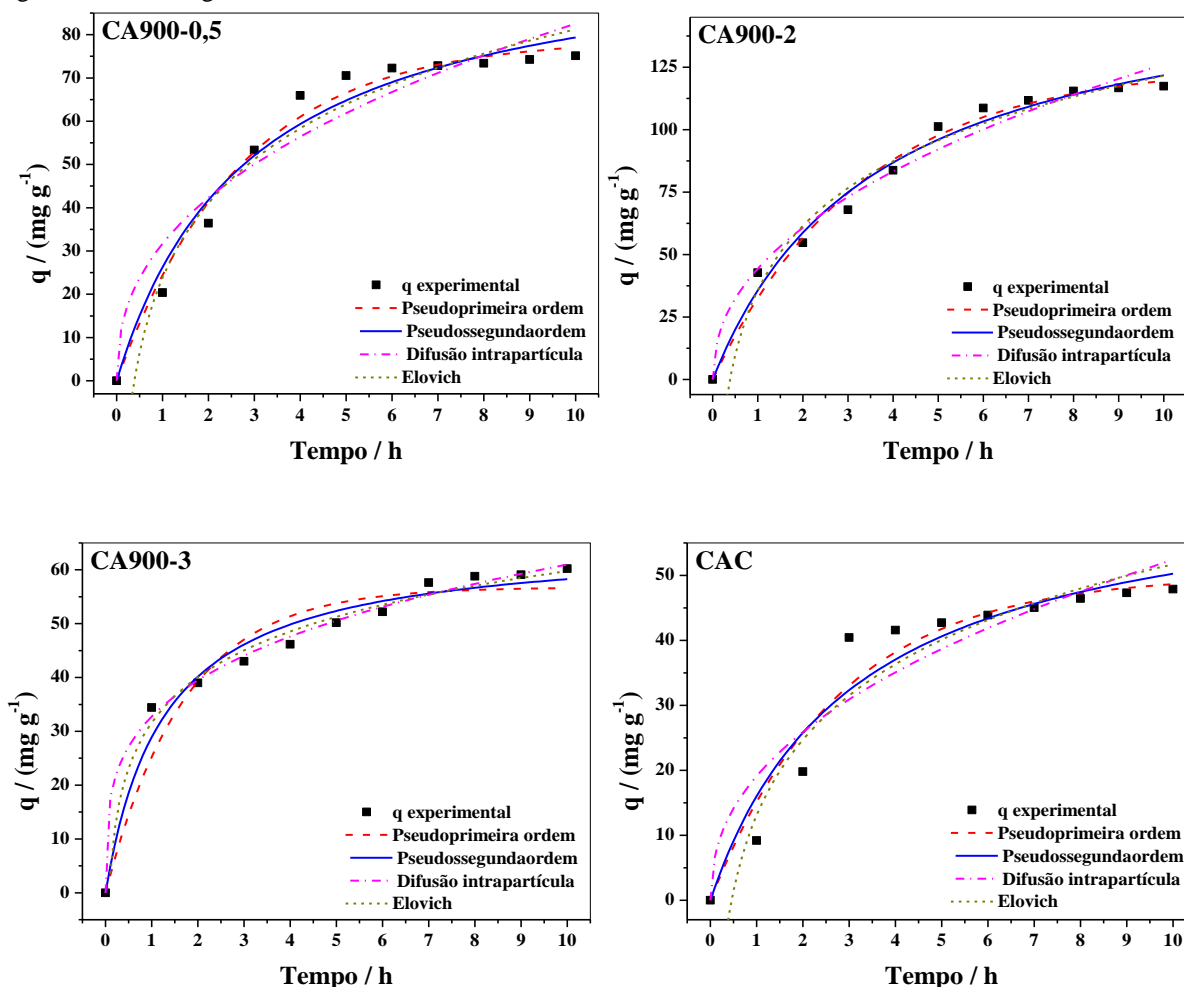 CA900-0,5
80
70
60
50
40
30
20
10
0
q / (mg g-1)
q experimental
Pseudoprimeira ordem
Pseudossegundaordem
Difusão intrapartícula
Elovich
0 1 2 3 4 5 6 7 8 9 10
Tempo / h
CA900-2
125
100
75
50
25
0
q / (mg g-1)
q experimental
Pseudoprimeira ordem
Pseudossegundaordem
Difusão intrapartícula
Elovich
0 1 2 3 4 5 6 7 8 9 10
Tempo / h
CA900-3
60
50
40
30
20
10
0
q / (mg g-1)
q experimental
Pseudoprimeira ordem
Pseudossegundaordem
Difusão intrapartícula
Elovich
0 1 2 3 4 5 6 7 8 9 10
Tempo / h
CAC
50
40
30
20
10
0
q / (mg g-1)
q experimental
Pseudoprimeira ordem
Pseudossegundaordem
Difusão intrapartícula
Elovich
0 1 2 3 4 5 6 7 8 9 10
Tempo / h